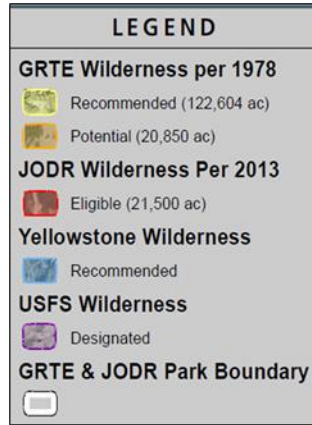 LEGEND
GRTE Wilderness per 1978
Recommended (122,604 ac)
Potential (20,850 ac)
JODR Wilderness Per 2013
Eligible (21,500 ac)
Yellowstone Wilderness
Recommended
USFS Wilderness
Designated
GRTE & JODR Park Boundary